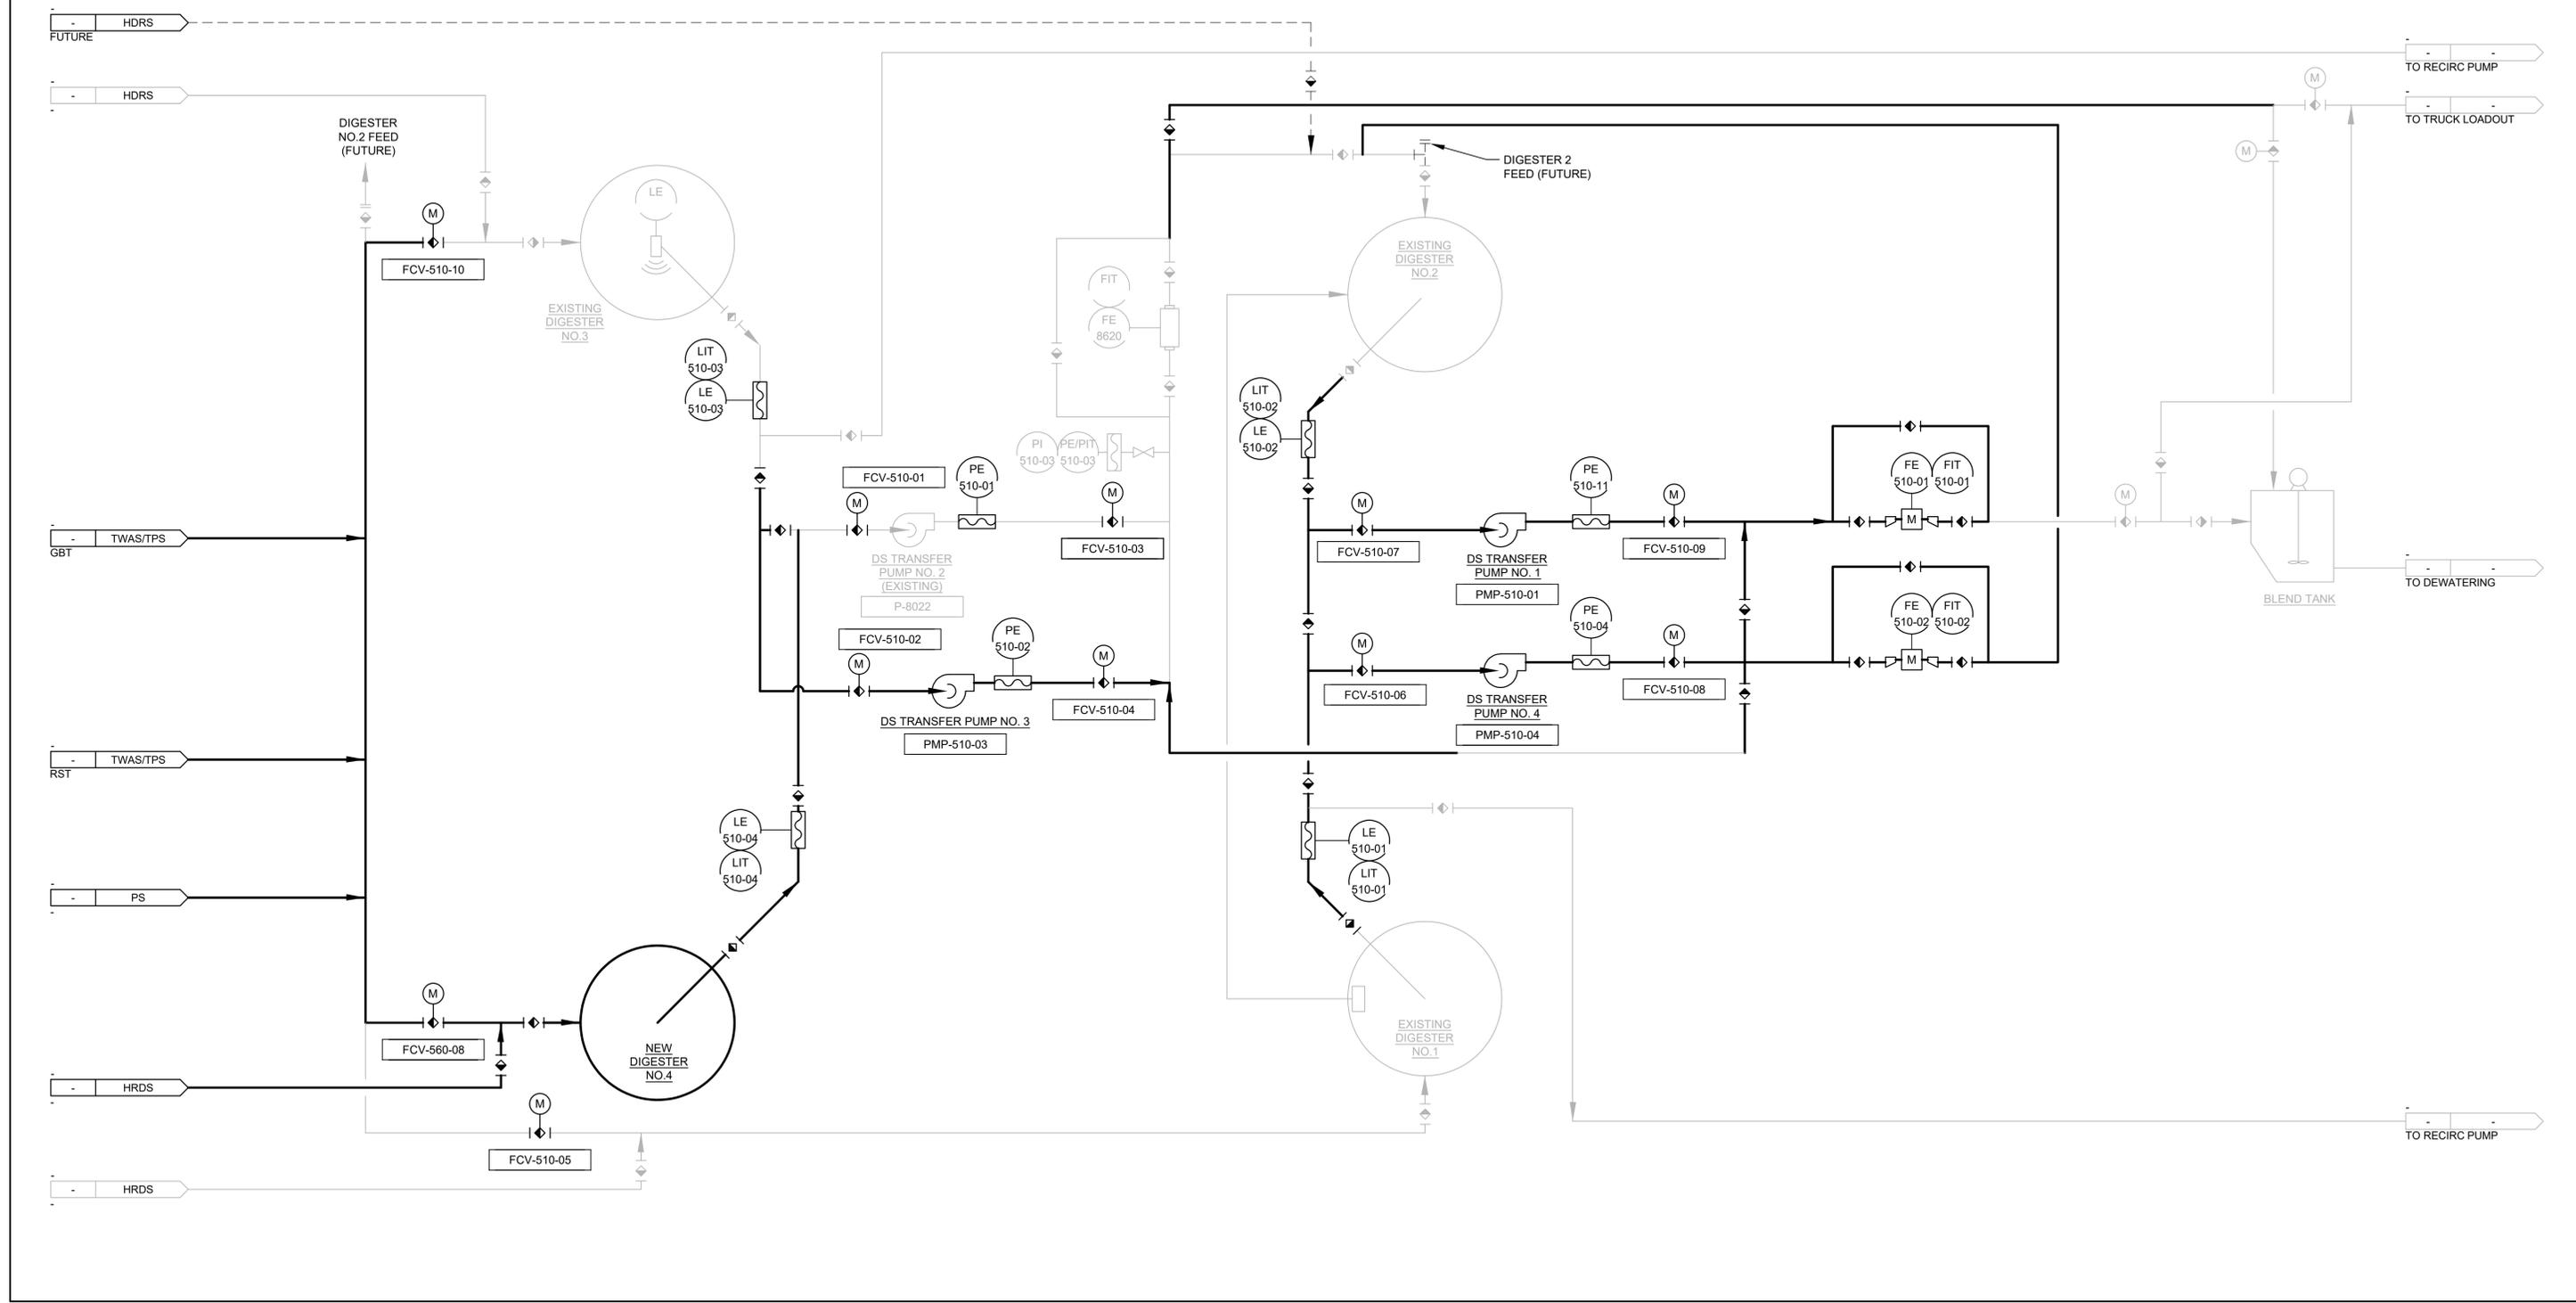 -
- HDRS
FUTURE
-
- HDRS
-
DIGESTER
NO.2 FEED
(FUTURE)
M
FCV-510-10
LE
EXISTING
DIGESTER
NO.3
LIT
510-03
LE
510-03
-
- -
TO RECIRC PUMP
M
-
- -
TO TRUCK LOADOUT
M
DIGESTER 2
FEED (FUTURE)
EXISTING
DIGESTER
NO.2
FIT
FE
8620
LIT
510-02
LE
510-02
PI
510-03
PE/PIT
510-03
FCV-510-01
M
PE
510-01
M
FCV-510-03
DS TRANSFER
PUMP NO. 2
(EXISTING)
P-8022
FCV-510-02
M
PE
510-02
M
FCV-510-04
DS TRANSFER PUMP NO. 3
PMP-510-03
M
FCV-510-07
PE
510-11
M
FCV-510-09
DS TRANSFER
PUMP NO. 1
PMP-510-01
FE
510-01
FIT
510-01
M
M
FCV-510-06
PE
510-04
M
FCV-510-08
DS TRANSFER
PUMP NO. 4
PMP-510-04
FE
510-02
FIT
510-02
M
M
BLEND TANK
-
- -
TO DEWATERING
-
- TWAS/TPS
GBT
-
- TWAS/TPS
RST
-
- PS
-
LE
510-04
LIT
510-04
LE
510-01
LIT
510-01
M
FCV-560-08
NEW
DIGESTER
NO.4
EXISTING
DIGESTER
NO.1
-
- HRDS
-
M
FCV-510-05
-
- HRDS
-
-
- -
TO RECIRC PUMP